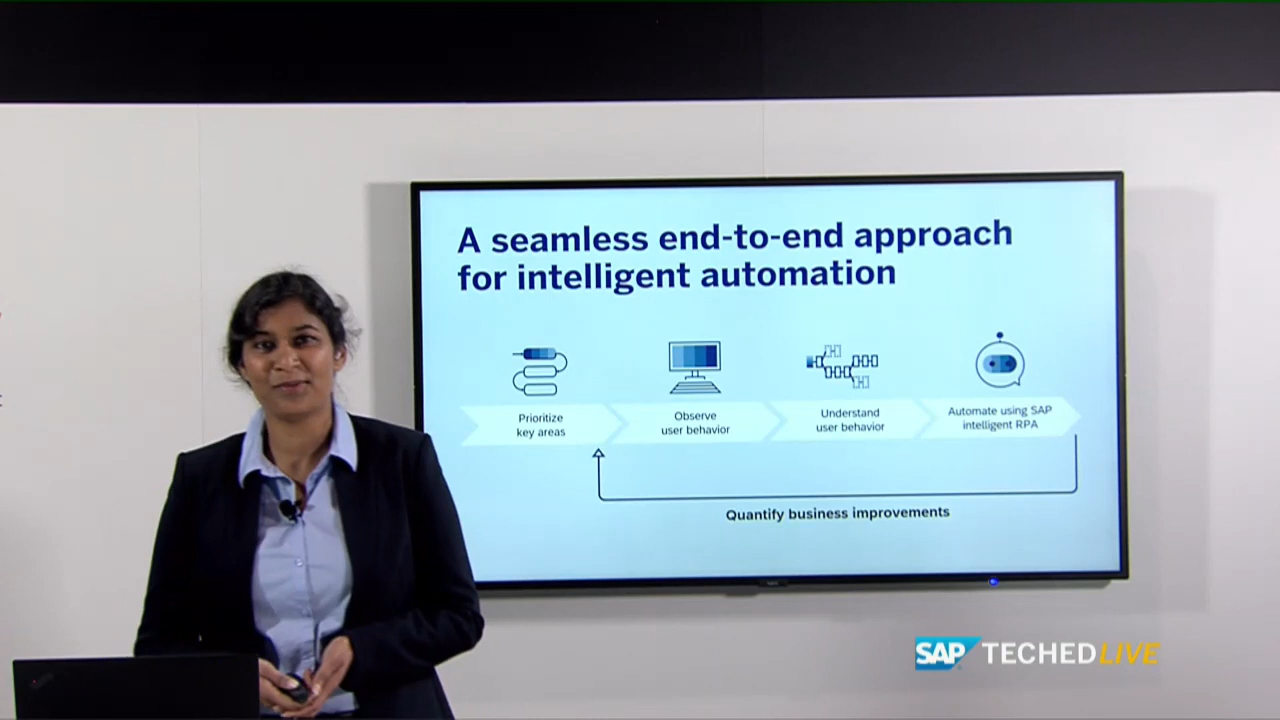 A seamless end-to-end approach
for intelligent automation
Prioritize
key areas
Observe
user behavior
Understand
user behavior
Automate using SAP
intelligent RPA
Quantify business improvements
SAP TECHED LIVE